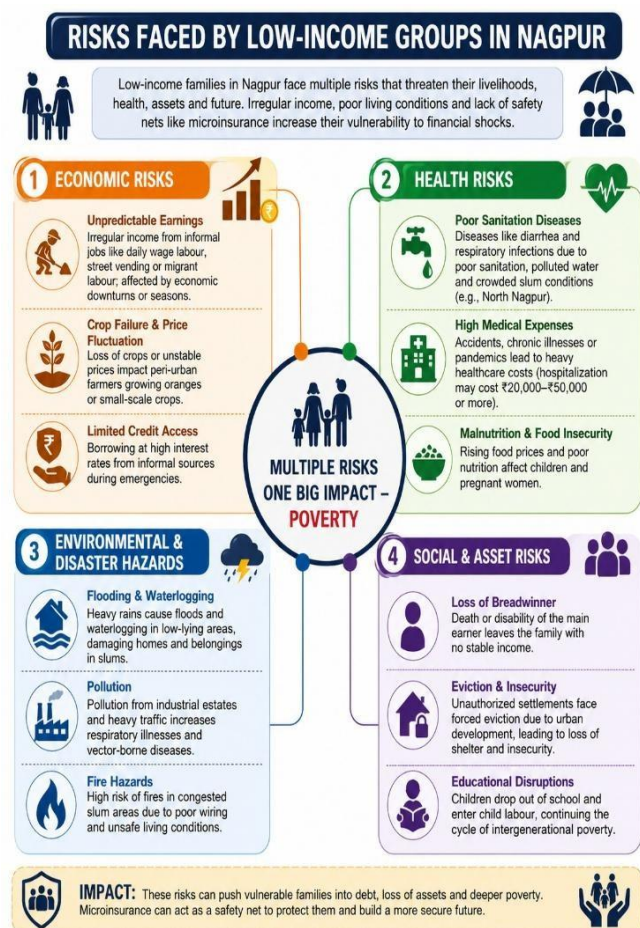 RISKS FACED BY LOW-INCOME GROUPS IN NAGPUR
Low-income families in Nagpur face multiple risks that threaten their livelihoods,
health, assets and future. Irregular income, poor living conditions and lack of safety
nets like microinsurance increase their vulnerability to financial shocks.
1 ECONOMIC RISKS
₹
Unpredictable Earnings
Irregular income from informal
jobs like daily wage labour,
street vending or migrant
labour; affected by economic
downturns or seasons.
Crop Failure & Price
Fluctuation
Loss of crops or unstable
prices impact peri-urban
farmers growing oranges
or small-scale crops.
₹
Limited Credit Access
Borrowing at high interest
rates from informal sources
during emergencies.
2 HEALTH RISKS
Poor Sanitation Diseases
Diseases like diarrhea and
respiratory infections due to
poor sanitation, polluted water
and crowded slum conditions
(e.g., North Nagpur).
High Medical Expenses
Accidents, chronic illnesses or
pandemics lead to heavy
healthcare costs (hospitalization
may cost ₹20,000–₹50,000
or more).
Malnutrition & Food Insecurity
Rising food prices and poor
nutrition affect children and
pregnant women.
MULTIPLE RISKS
ONE BIG IMPACT –
POVERTY
3 ENVIRONMENTAL &
DISASTER HAZARDS
Flooding & Waterlogging
Heavy rains cause floods and
waterlogging in low-lying areas,
damaging homes and belongings
in slums.
Pollution
Pollution from industrial estates
and heavy traffic increases
respiratory illnesses and
vector-borne diseases.
Fire Hazards
High risk of fires in congested
slum areas due to poor wiring
and unsafe living conditions.
4 SOCIAL & ASSET RISKS
Loss of Breadwinner
Death or disability of the main
earner leaves the family with
no stable income.
Eviction & Insecurity
Unauthorized settlements face
forced eviction due to urban
development, leading to loss of
shelter and insecurity.
Educational Disruptions
Children drop out of school and
enter child labour, continuing the
cycle of intergenerational poverty.
IMPACT: These risks can push vulnerable families into debt, loss of assets and deeper poverty.
Microinsurance can act as a safety net to protect them and build a more secure future.